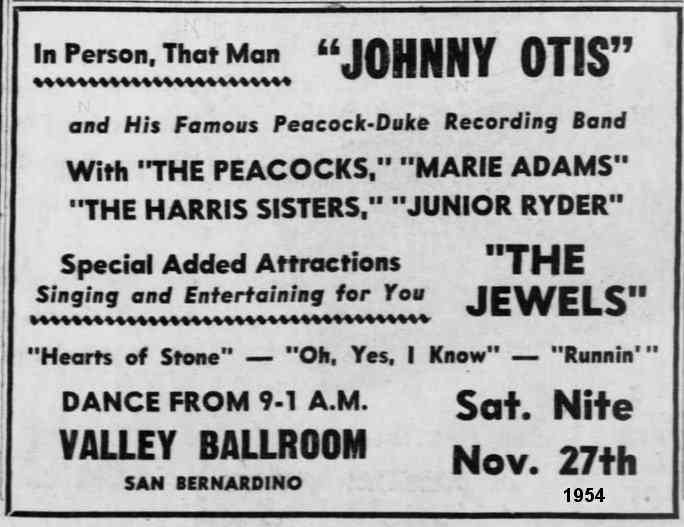 In Person, That Man "JOHNNY OTIS"
and His Famous Peacock-Duke Recording Band
With "THE PEACOCKS," "MARIE ADAMS"
"THE HARRIS SISTERS," "JUNIOR RYDER"
Special Added Attractions
Singing and Entertaining for You
"THE
JEWELS"
"Hearts of Stone" — "Oh, Yes, I Know" — "Runnin'"
DANCE FROM 9-1 A.M.
VALLEY BALLROOM
SAN BERNARDINO
Sat. Nite
Nov. 27th
1954